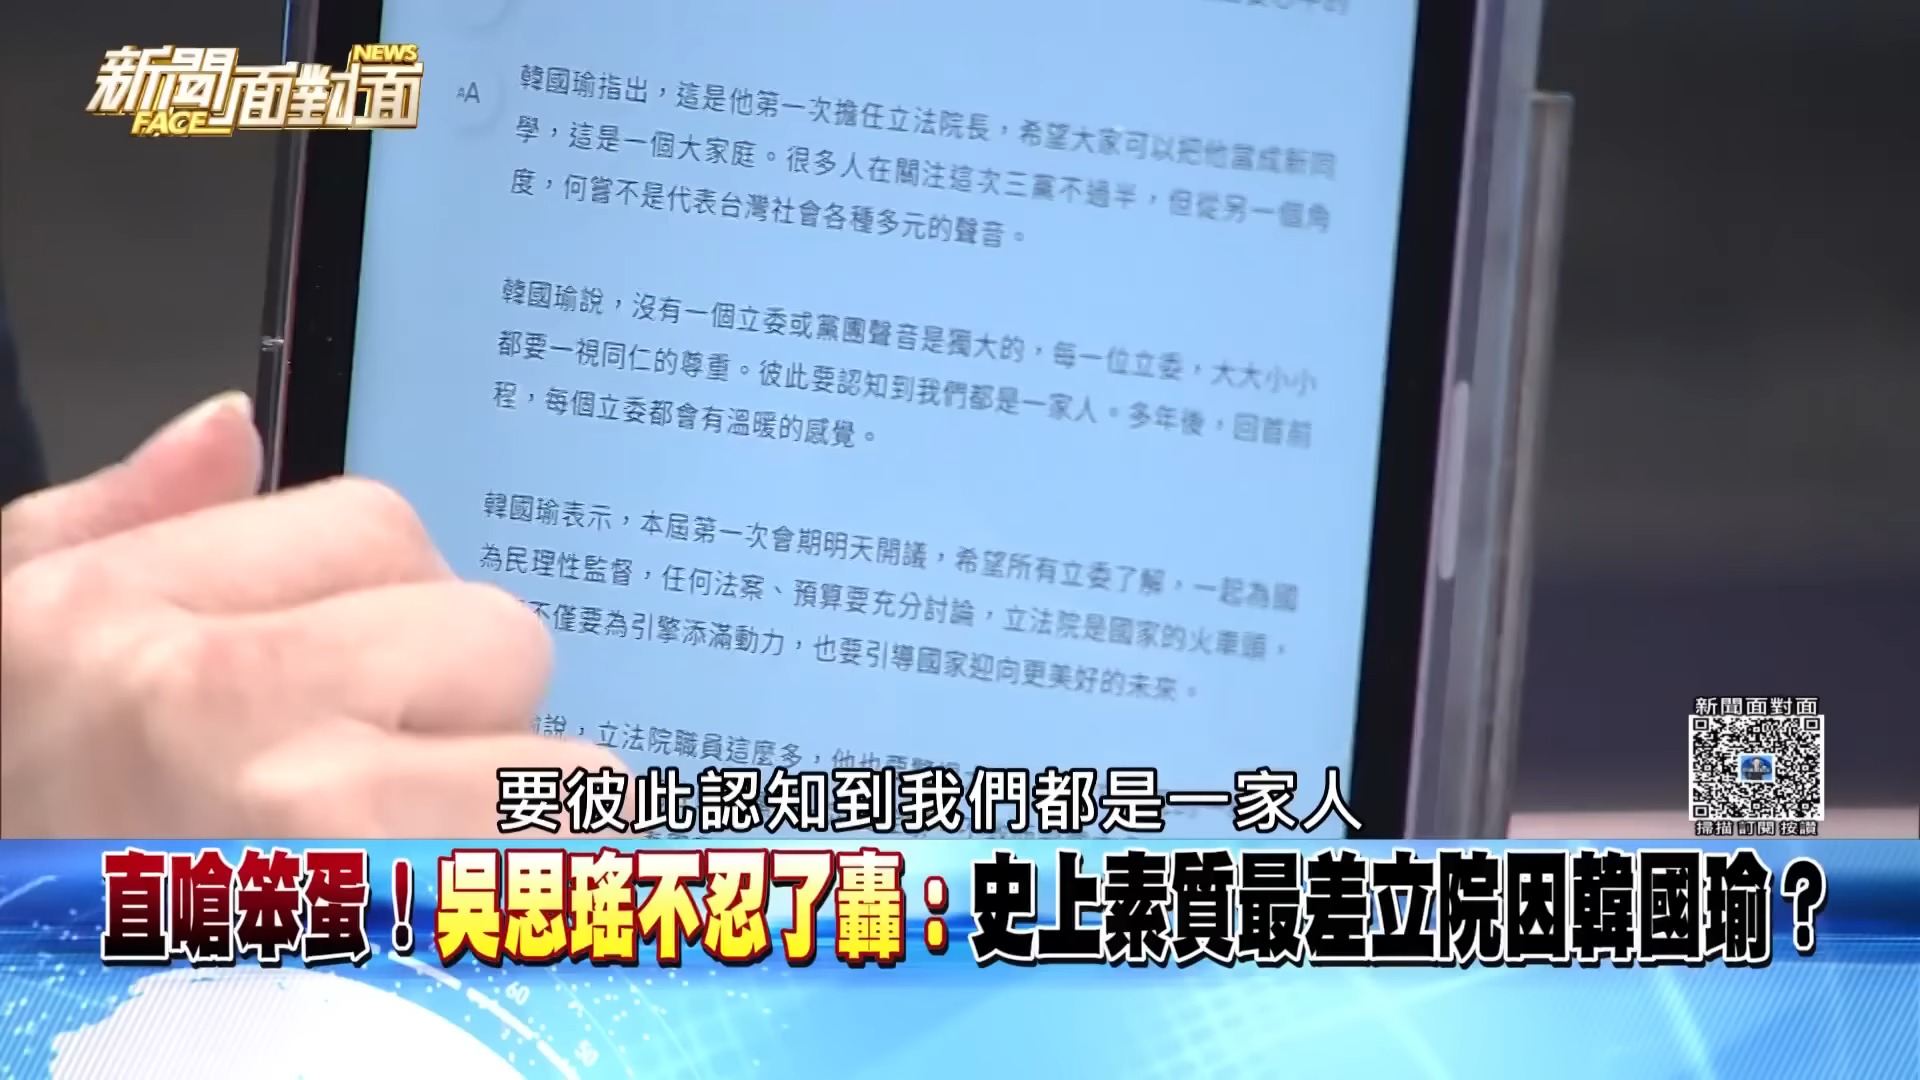 新聞面對面
NEWS
FACE
AA
韓國瑜指出，這是他第一次擔任立法院長，希望大家可以把他當成新同
學，這是一個大家庭。很多人在關注這次三黨不過半，但從另一個角
度，何嘗不是代表台灣社會各種多元的聲音。
韓國瑜說，沒有一個立委或黨團聲音是獨大的，每一位立委，大大小小
都要一視同仁的尊重。彼此要認知到我們都是一家人。多年後，回首前
程，每個立委都會有溫暖的感覺。
韓國瑜表示，本屆第一次會期明天開議，希望所有立委了解，一起為國
為民理性監督，任何法案、預算要充分討論，立法院是國家的火車頭，
不僅要為引擎添滿動力，也要引導國家迎向更美好的未來。
說，立法院職員這麼多，他也要
要彼此認知到我們都是一家人
新聞面對面
掃描 訂閱 按讚
直嗆笨蛋！吳思瑤不忍了轟：史上素質最差立院因韓國瑜？
60
50